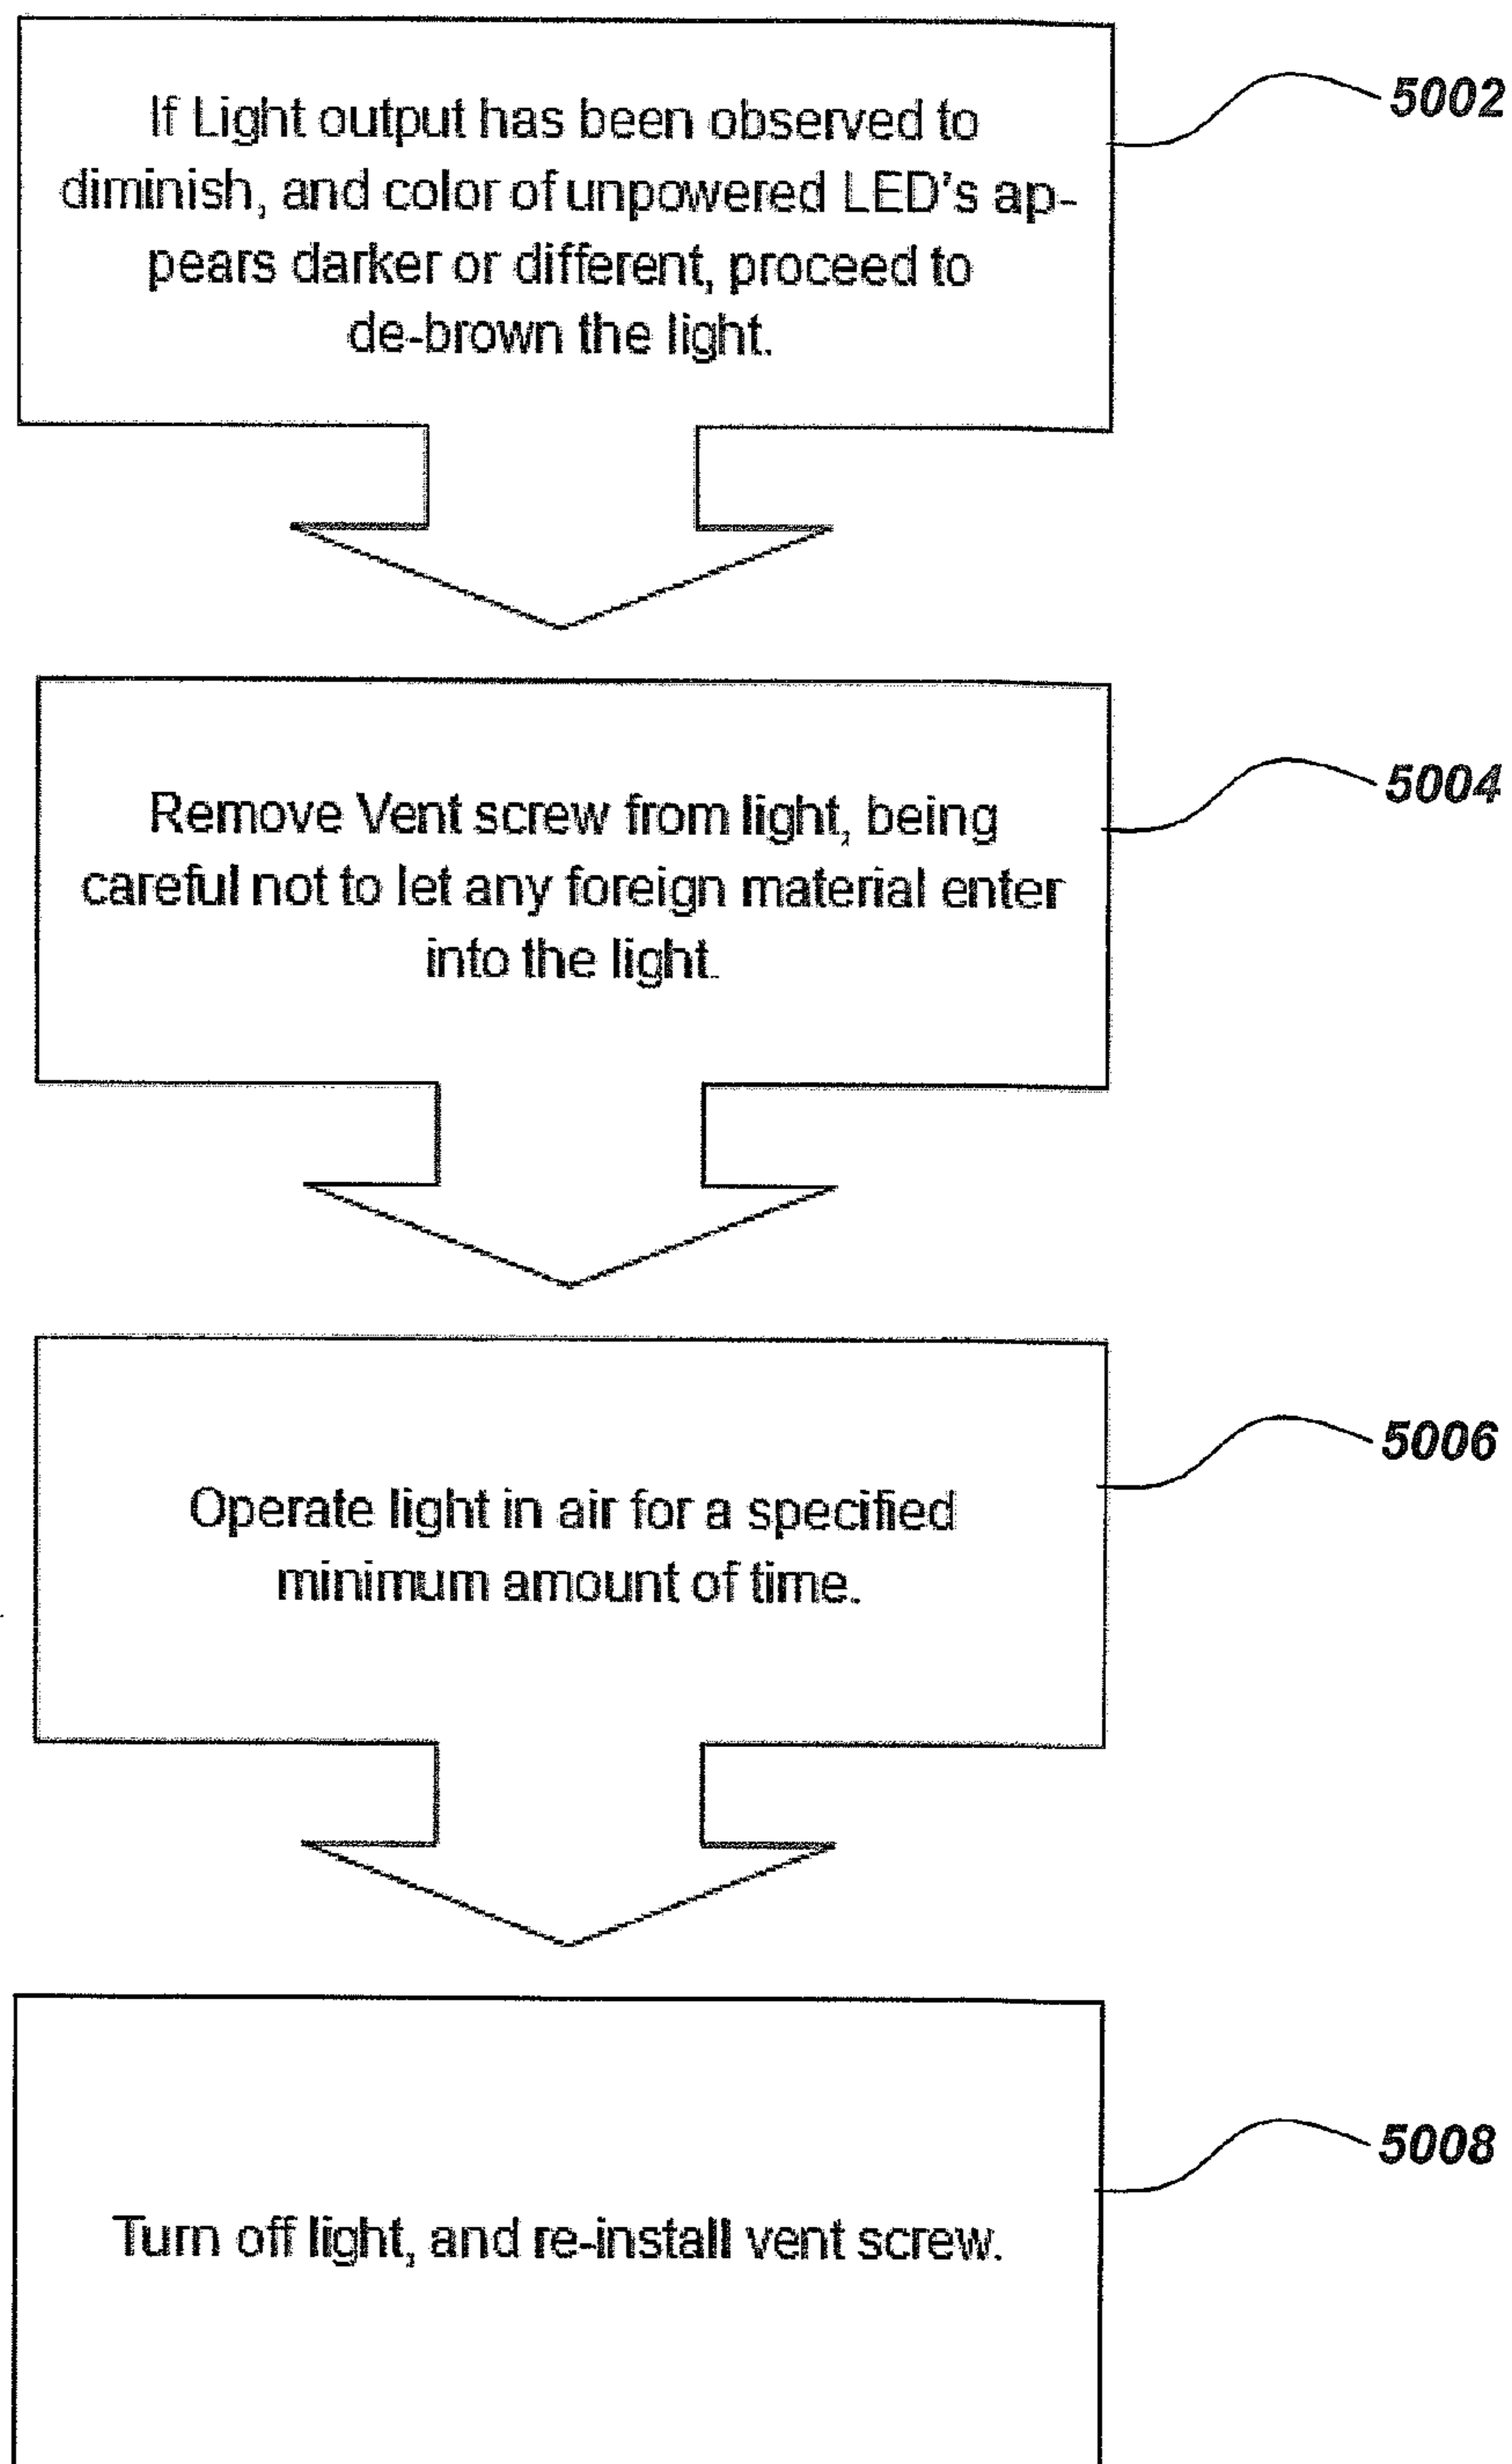 If Light output has been observed to
5002
diminish, and color of unpowered LED's ap-
pears darker or different, proceed to
de-brown the light.
Remove Vent screw from light, being
5004
careful not to let any foreign material enter
into the light.
Operate light in air for a specified
5006
minimum amount of time.
Turn off light, and re-install vent screw.
5008